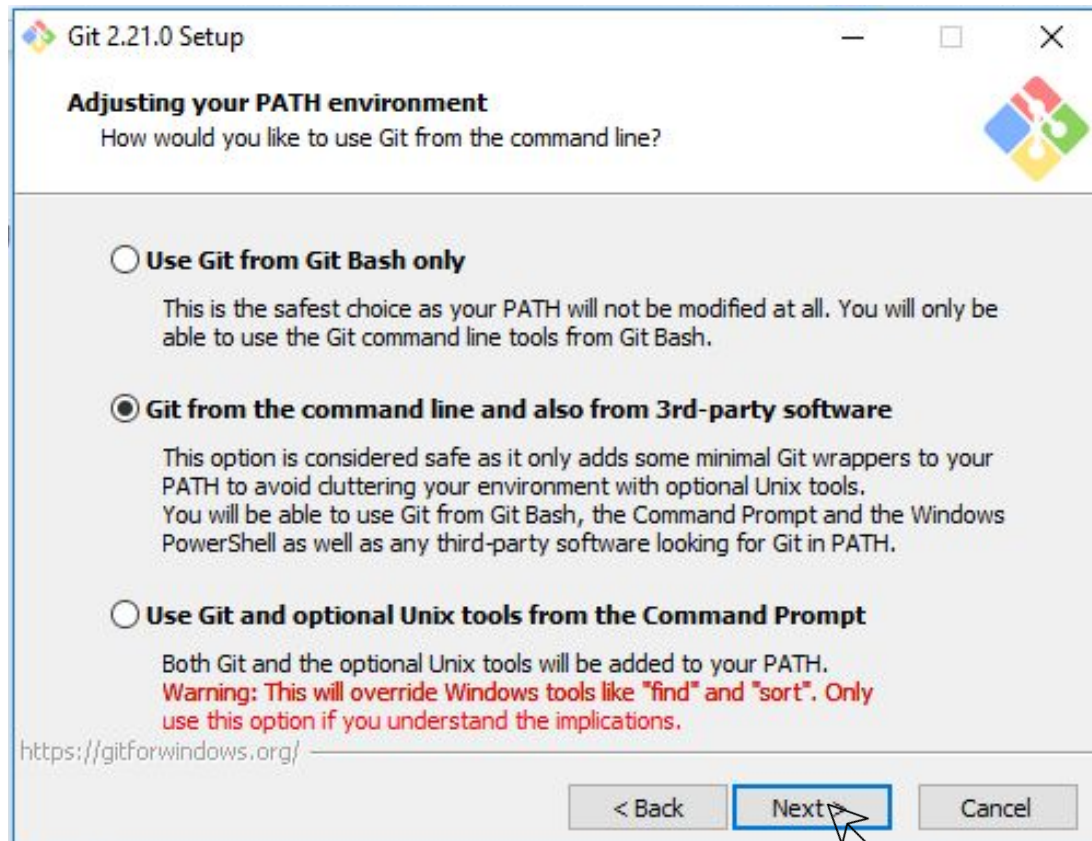 Git 2.21.0 Setup
Adjusting your PATH environment
How would you like to use Git from the command line?
Use Git from Git Bash only
This is the safest choice as your PATH will not be modified at all. You will only be
able to use the Git command line tools from Git Bash.
Git from the command line and also from 3rd-party software
This option is considered safe as it only adds some minimal Git wrappers to your
PATH to avoid cluttering your environment with optional Unix tools.
You will be able to use Git from Git Bash, the Command Prompt and the Windows
PowerShell as well as any third-party software looking for Git in PATH.
Use Git and optional Unix tools from the Command Prompt
Both Git and the optional Unix tools will be added to your PATH.
Warning: This will override Windows tools like "find" and "sort". Only
use this option if you understand the implications.
https://gitforwindows.org/
< Back
Next >
Cancel